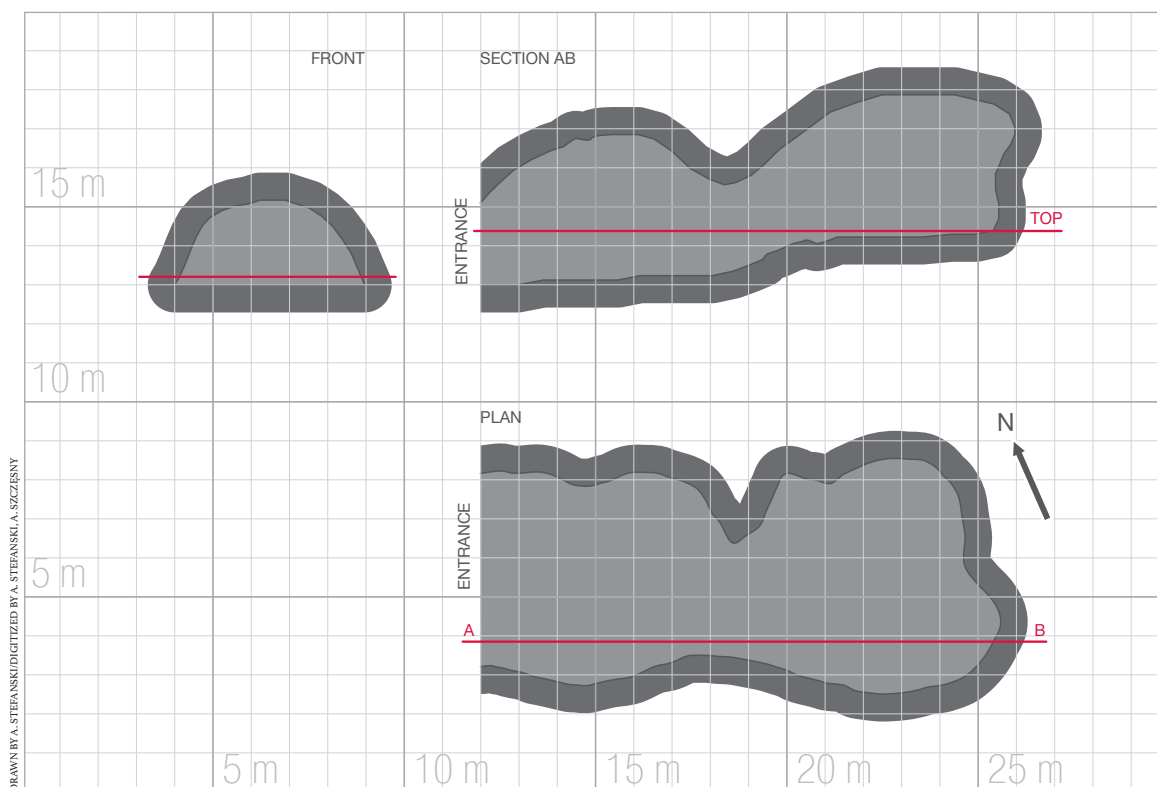 FRONT
SECTION AB
15 m
ENTRANCE
TOP
10 m
PLAN
N
ENTRANCE
5 m
A
B
5 m
10 m
15 m
20 m
25 m
DRAWN BY A. STEFANSKI/DIGITIZED BY A. STEFANSKI, A. SZCZĘSNY